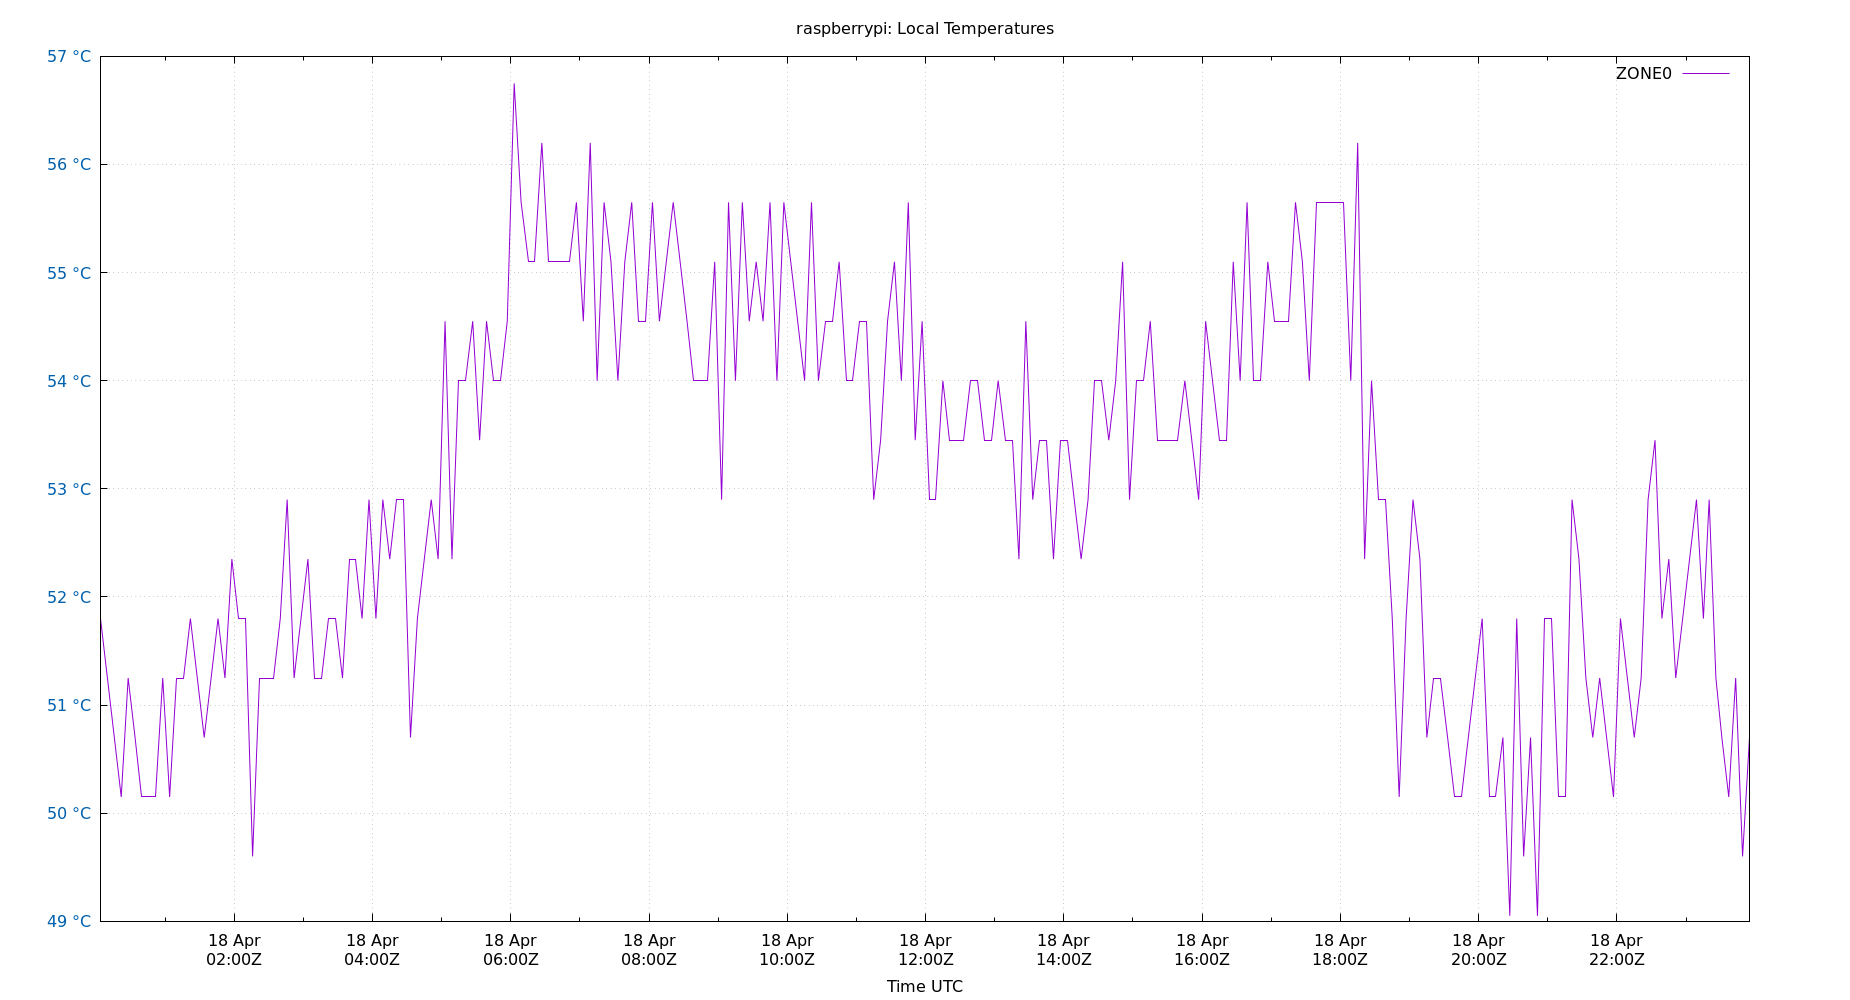 raspberrypi: Local Temperatures
57 °C
ZONE0
56 °C
55 °C
54 °C
53 °C
52 °C
51 °C
50 °C
49 °C
18 Apr 18 Apr 18 Apr 18 Apr 18 Apr 18 Apr 18 Apr 18 Apr 18 Apr 18 Apr 18 Apr
02:00Z 04:00Z 06:00Z 08:00Z 10:00Z 12:00Z 14:00Z 16:00Z 18:00Z 20:00Z 22:00Z
Time UTC